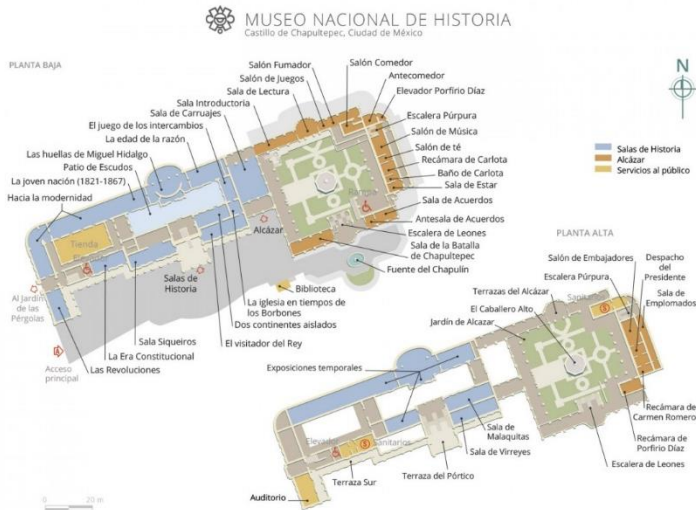 MUSEO NACIONAL DE HISTORIA
Castillo de Chapultepec, Ciudad de México
PLANTA BAJA
Salón Comedor
Salón Fumador
Antecomedor
Salón de Juegos
Elevador Porfirio Díaz
Sala de Lectura
Sala Introductoria
Escalera Púrpura
Sala de Carruajes
Salón de Música
El juego de los intercambios
Salón de té
La edad de la razón
Recámara de Carlota
Las huellas de Miguel Hidalgo
Baño de Carlota
Patio de Escudos
Sala de Estar
La joven nación (1821-1867)
Sala de Acuerdos
Hacia la modernidad
Antesala de Acuerdos
Escalera de Leones
Sala de la Batalla
de Chapultepec
Fuente del Chapulín
Alcázar
Tienda
Salas de
Historia
Biblioteca
La iglesia en tiempos de
los Borbones
Dos continentes aislados
El visitador del Rey
Sala Siqueiros
La Era Constitucional
Las Revoluciones
Al Jardín
de las
Pérgolas
Acceso
principal
N
Salas de Historia
Alcázar
Servicios al público
PLANTA ALTA
Salón de Embajadores
Despacho
del
Presidente
Escalera Púrpura
Sala de
Emplomados
Terrazas del Alcázar
Sanitarios
El Caballero Alto
Jardín de Alcazar
Exposiciones temporales
Recámara de
Carmen Romero
Recámara de
Porfirio Díaz
Escalera de Leones
Sala de
Malaquitas
Sala de Virreyes
Elevador
Sanitarios
Terraza Sur
Terraza del Pórtico
Auditorio
0 20 m